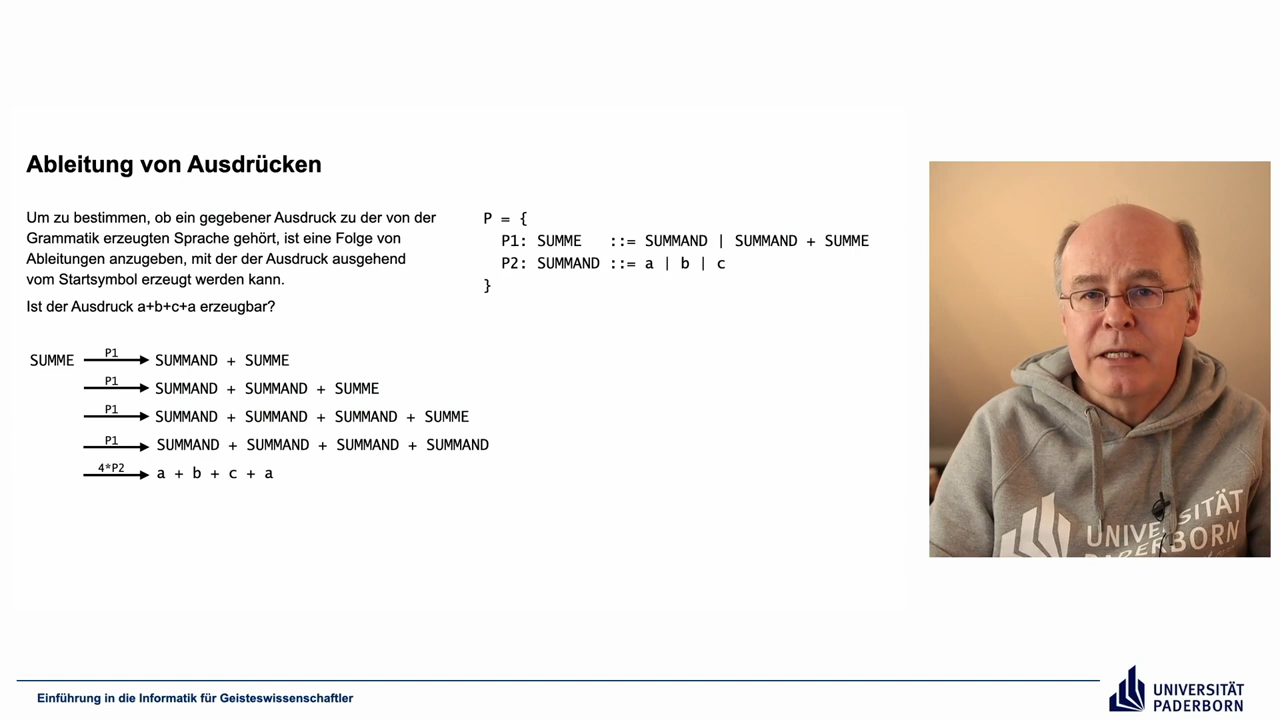 Ableitung von Ausdrücken
Um zu bestimmen, ob ein gegebener Ausdruck zu der von der
Grammatik erzeugten Sprache gehört, ist eine Folge von
Ableitungen anzugeben, mit der der Ausdruck ausgehend
vom Startsymbol erzeugt werden kann.
Ist der Ausdruck a+b+c+a erzeugbar?
P = {
P1: SUMME ::= SUMMAND | SUMMAND + SUMME
P2: SUMMAND ::= a | b | c
}
SUMME P1 SUMMAND + SUMME
P1 SUMMAND + SUMMAND + SUMME
P1 SUMMAND + SUMMAND + SUMMAND + SUMME
P1 SUMMAND + SUMMAND + SUMMAND + SUMMAND
4*P2 a + b + c + a
UNIVERSITÄT
PADERBORN
Einführung in die Informatik für Geisteswissenschaftler
UNIVERSITÄT
PADERBORN